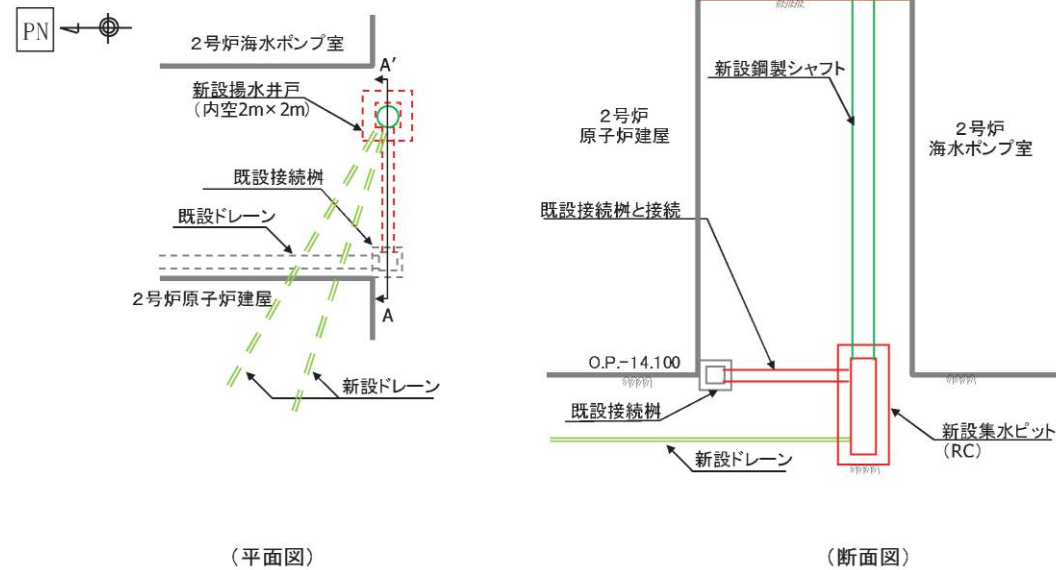 PN
2号炉海水ポンプ室
A’
新設揚水井戸
(内空2m×2m)
既設接続桝
既設ドレーン
2号炉原子炉建屋
A
新設ドレーン
(平面図)
新設鋼製シャフト
2号炉
原子炉建屋
2号炉
海水ポンプ室
既設接続桝と接続
O.P.-14.100
既設接続桝
新設集水ピット
(RC)
新設ドレーン
(断面図)